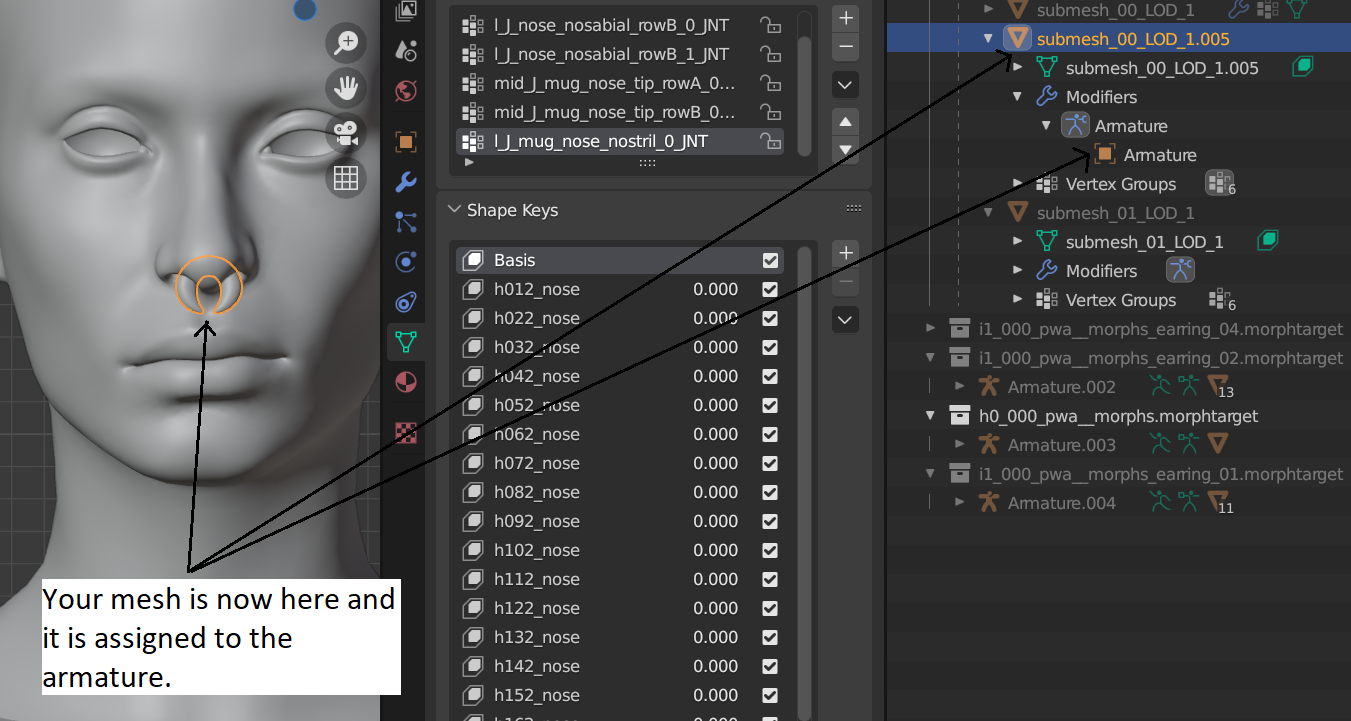 l_J_nose_nosabial_rowB_0_JNT
l_J_nose_nosabial_rowB_1_JNT
mid_J_mug_nose_tip_rowA_0...
mid_J_mug_nose_tip_rowB_0...
l_J_mug_nose_nostril_0_JNT
Shape Keys
Basis
h012_nose 0.000
h022_nose 0.000
h032_nose 0.000
h042_nose 0.000
h052_nose 0.000
h062_nose 0.000
h072_nose 0.000
h082_nose 0.000
h092_nose 0.000
h102_nose 0.000
h112_nose 0.000
h122_nose 0.000
h132_nose 0.000
h142_nose 0.000
h152_nose 0.000
submesh_00_LOD_1
submesh_00_LOD_1.005
submesh_00_LOD_1.005
Modifiers
Armature
Armature
Vertex Groups 6
submesh_01_LOD_1
submesh_01_LOD_1
Modifiers
Vertex Groups 6
i1_000_pwa__morphs_earring_04.morphtarget
i1_000_pwa__morphs_earring_02.morphtarget
Armature.002 13
h0_000_pwa__morphs.morphtarget
Armature.003
i1_000_pwa__morphs_earring_01.morphtarget
Armature.004 11
Your mesh is now here and
it is assigned to the
armature.